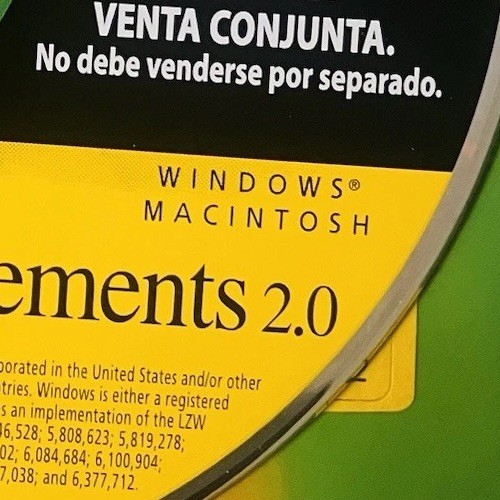 VENTA CONJUNTA.
No debe venderse por separado.
WINDOWS®
MACINTOSH
ements 2.0
porated in the United States and/or other
tries. Windows is either a registered
s an implementation of the LZW
46,528; 5,808,623; 5,819,278;
02; 6,084,684; 6,100,904;
7,038; and 6,377,712.